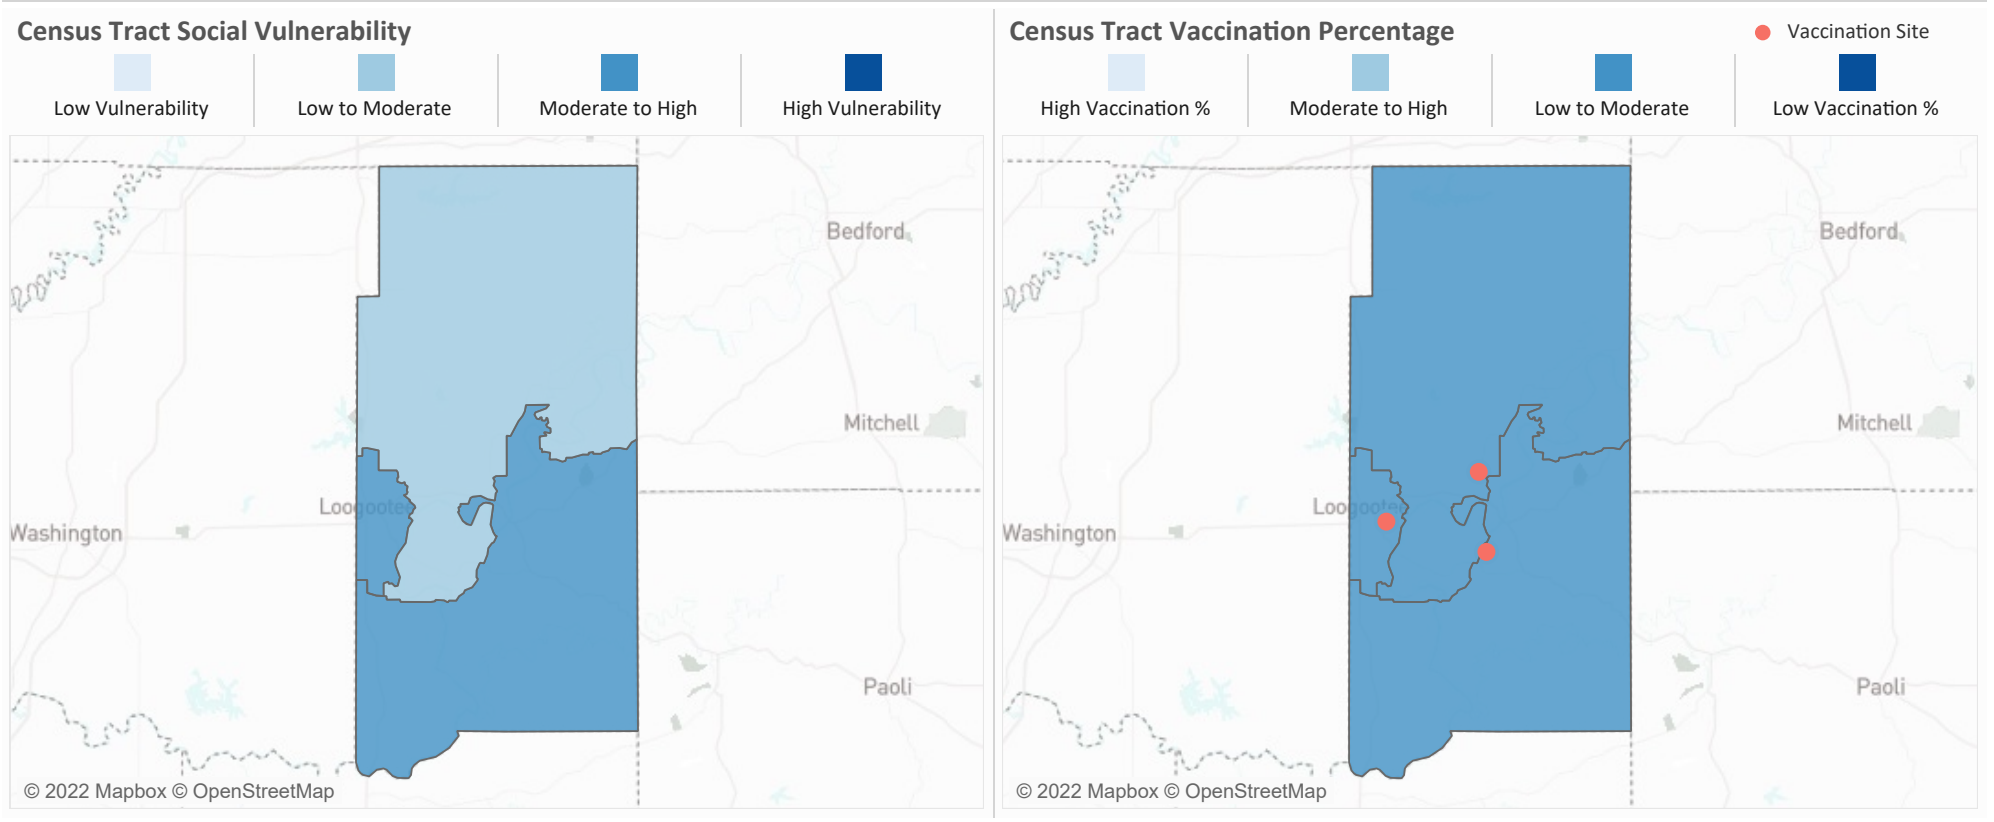 Census Tract Social Vulnerability
Low Vulnerability
Low to Moderate
Moderate to High
High Vulnerability
Bedford
Mitchell
Loogootee
Washington
Paoli
© 2022 Mapbox © OpenStreetMap
Census Tract Vaccination Percentage
Vaccination Site
High Vaccination %
Moderate to High
Low to Moderate
Low Vaccination %
Bedford
Mitchell
Loogootee
Washington
Paoli
© 2022 Mapbox © OpenStreetMap